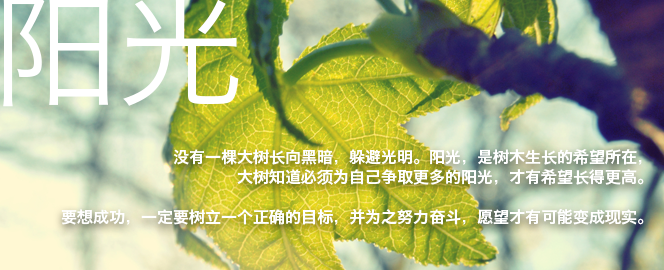 阳光
没有一棵大树长向黑暗，躲避光明。阳光，是树木生长的希望所在，
大树知道必须为自己争取更多的阳光，才有希望长得更高。
要想成功，一定要树立一个正确的目标，并为之努力奋斗，愿望才有可能变成现实。